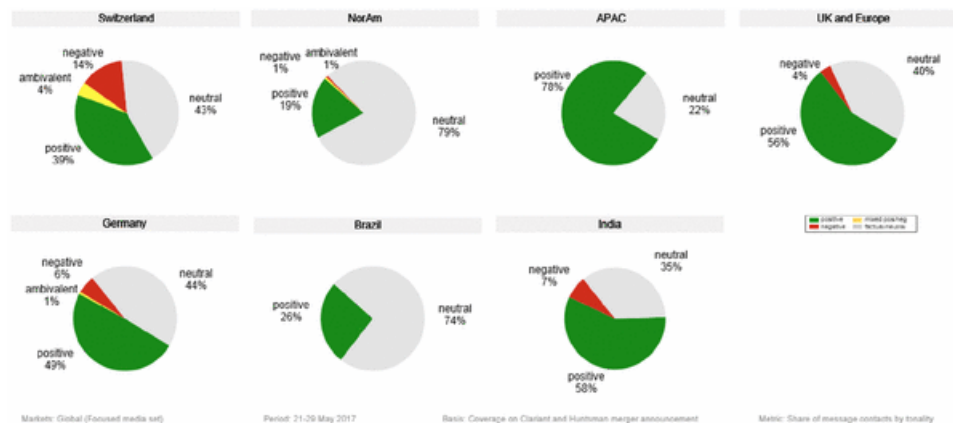 Switzerland
negative
14%
ambivalent
4%
neutral
43%
positive
39%
NorAm
negative
1%
ambivalent
1%
positive
19%
neutral
79%
APAC
positive
78%
neutral
22%
UK and Europe
negative
4%
neutral
40%
positive
56%
Germany
negative
6%
ambivalent
1%
neutral
44%
positive
49%
Brazil
positive
26%
neutral
74%
India
negative
7%
neutral
35%
positive
58%
positive
negative
Markets: Global (Focused media set)
Period: 21-29 May 2017
Basis: Coverage on Clariant and Huntsman merger announcement
Metric: Share of message contacts by tonality